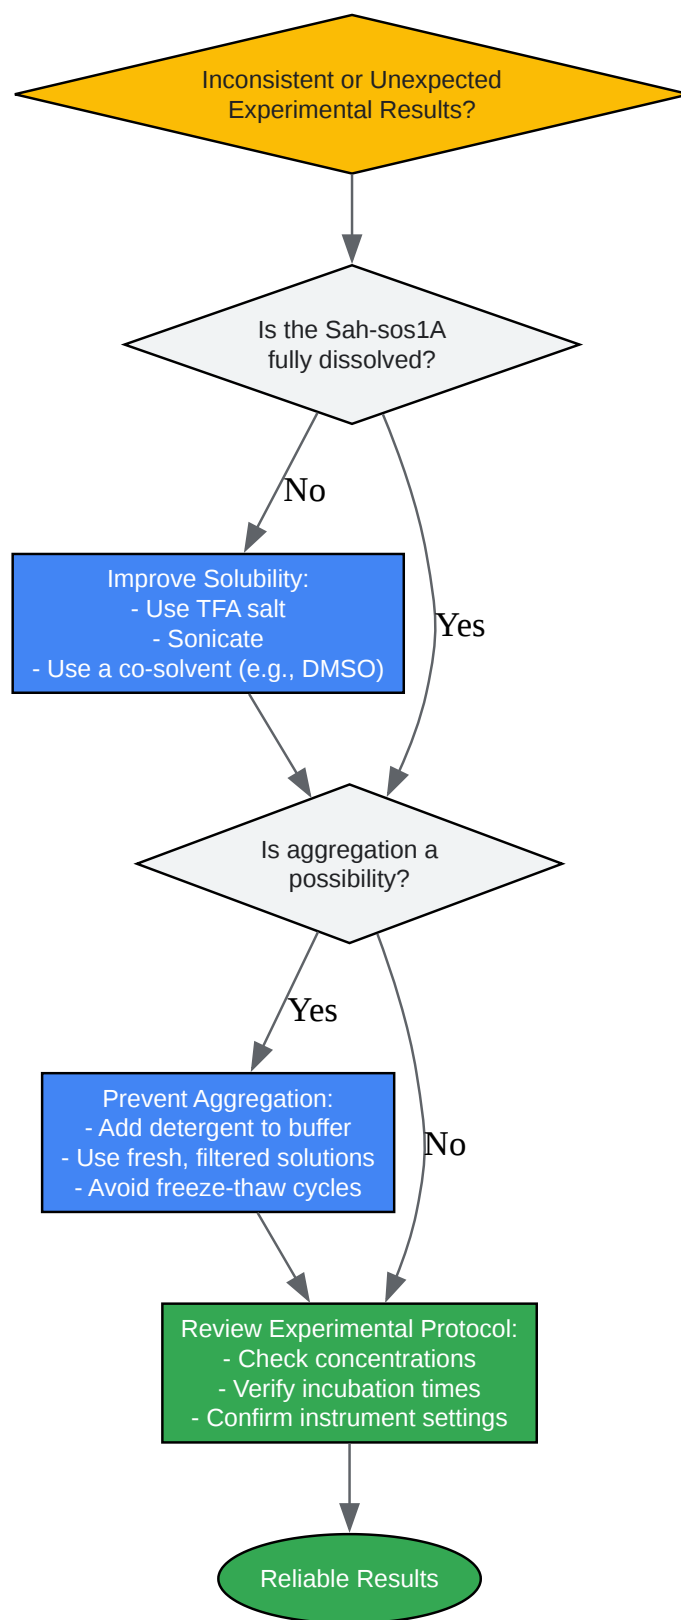 Inconsistent or Unexpected
Experimental Results?
Is the Sah-sos1A
fully dissolved?
No
Improve Solubility:
- Use TFA salt
- Sonicate
- Use a co-solvent (e.g., DMSO)
Yes
Is aggregation a
possibility?
Yes
Prevent Aggregation:
- Add detergent to buffer
- Use fresh, filtered solutions
- Avoid freeze-thaw cycles
No
Review Experimental Protocol:
- Check concentrations
- Verify incubation times
- Confirm instrument settings
Reliable Results